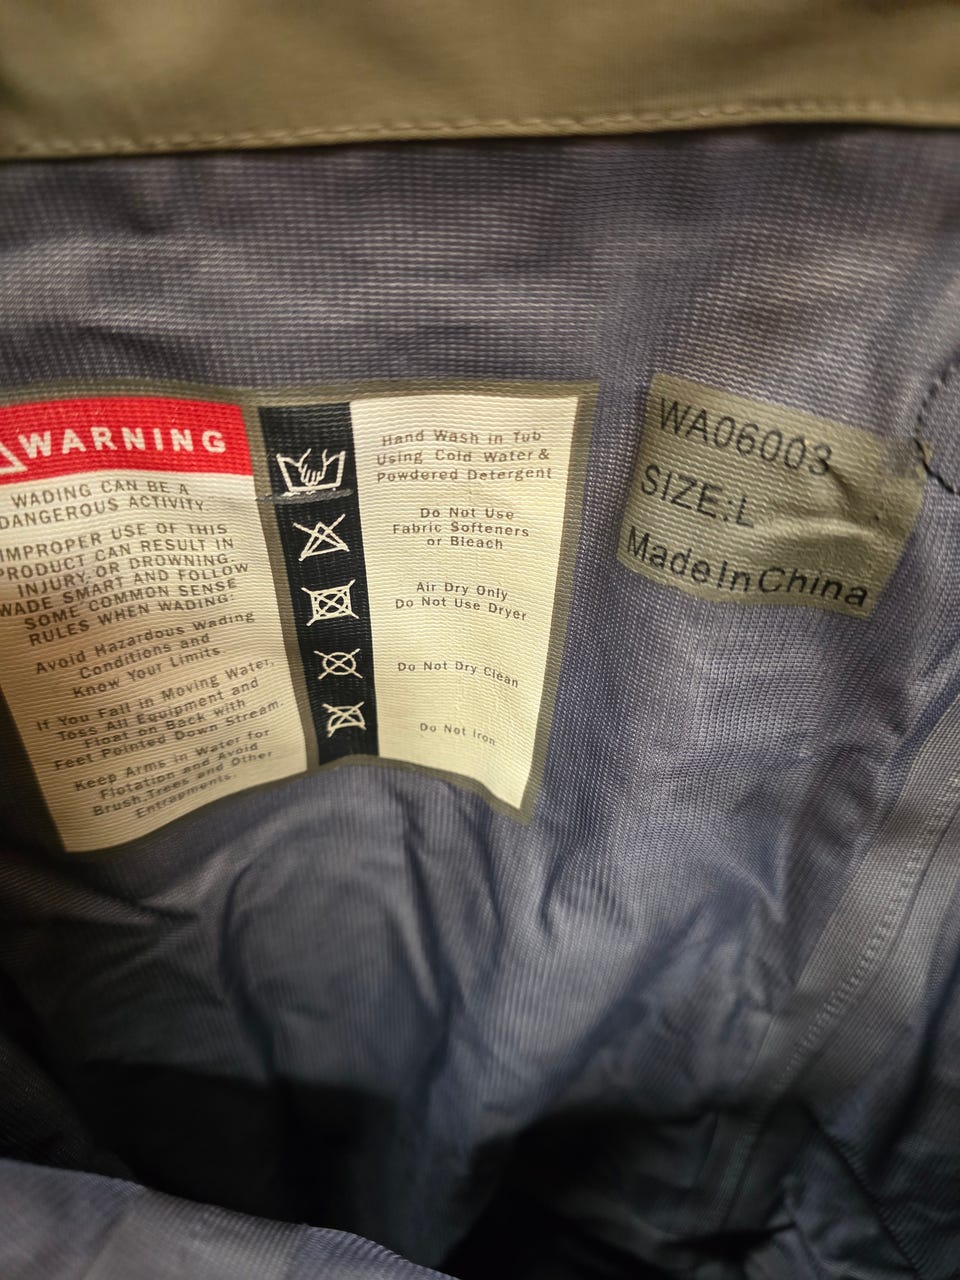 WARNING
WADING CAN BE A
DANGEROUS ACTIVITY
IMPROPER USE OF THIS
PRODUCT CAN RESULT IN
INJURY, OR DROWNING
WADE SMART AND FOLLOW
SOME COMMON SENSE
RULES WHEN WADING:
Avoid Hazardous Wading
Conditions and
Know Your Limits.
If You Fall in Moving Water,
Toss All Equipment and
Float on Back with
Feet Pointed Down Stream.
Keep Arms in Water for
Flotation and Avoid
Brush, Trees and Other
Entrapments.
Hand Wash in Tub
Using Cold Water &
Powdered Detergent
Do Not Use
Fabric Softeners
or Bleach
Air Dry Only
Do Not Use Dryer
Do Not Dry Clean
Do Not Iron
WA06003
SIZE:L
MadeInChina